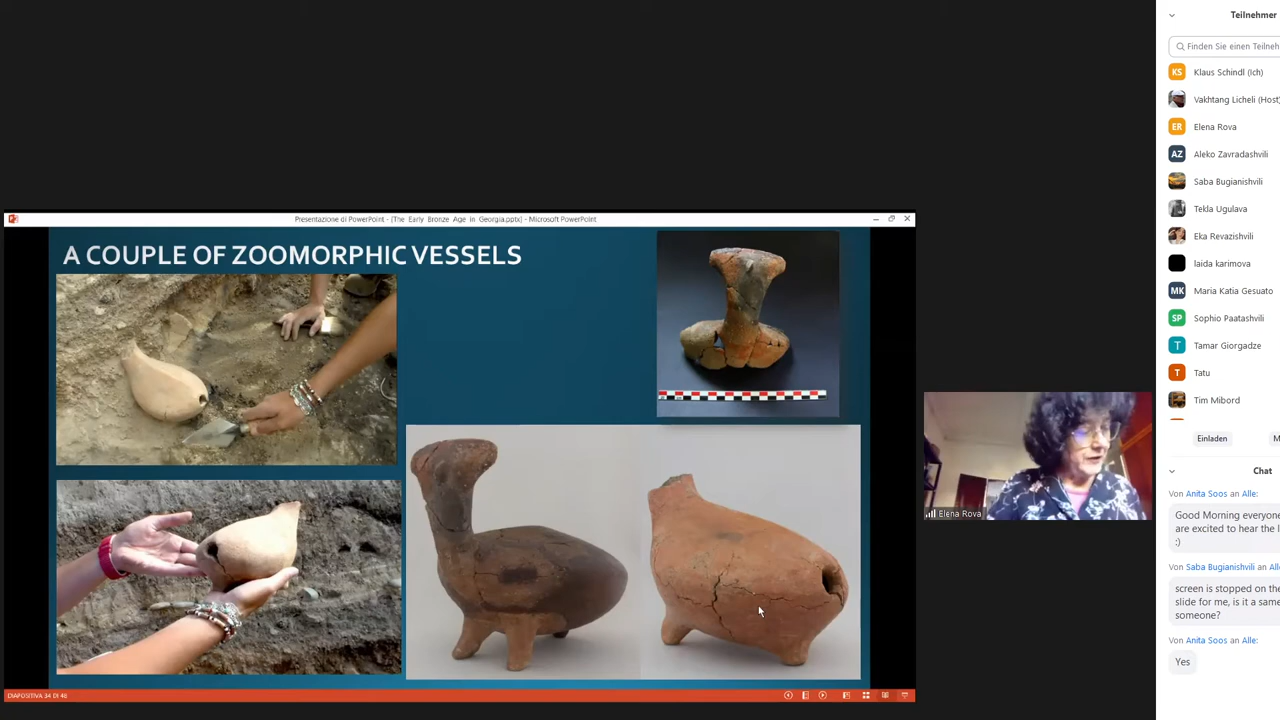 Presentazione di PowerPoint - [The Early Bronze Age in Georgia.pptx] - Microsoft PowerPoint
A COUPLE OF ZOOMORPHIC VESSELS
DIAPOSITIVA 34 DI 48
Elena Rova
Teilnehmer
Finden Sie einen Teilneh
KS Klaus Schindl (Ich)
Vakhtang Licheli (Host)
ER Elena Rova
AZ Aleko Zavradashvili
Saba Bugianishvili
Tekla Ugulava
Eka Revazishvili
laida karimova
MK Maria Katia Gesuato
SP Sophio Paatashvili
T Tamar Giorgadze
T Tatu
Tim Mibord
Einladen
M
Chat
Von Anita Soos an Alle:
Good Morning everyone
are excited to hear the l
:)
Von Saba Bugianishvili an Alle
screen is stopped on the
slide for me, is it a same
someone?
Von Anita Soos an Alle:
Yes